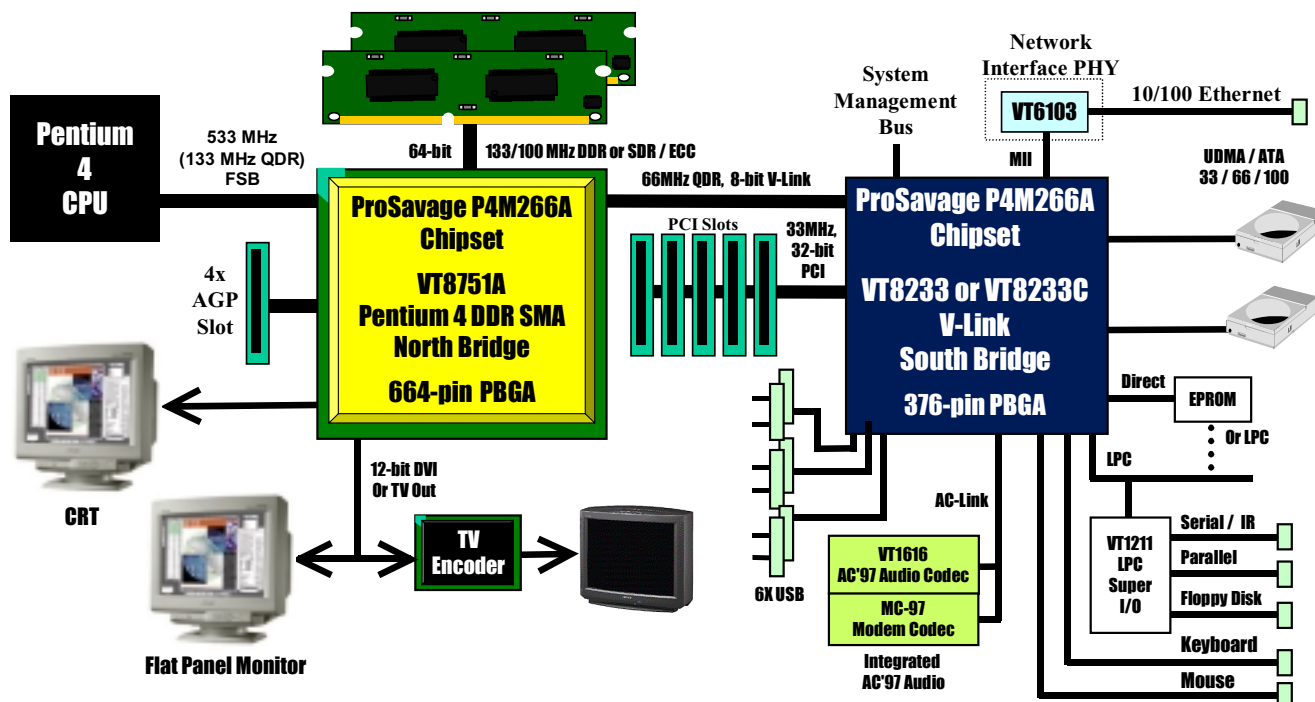 Network
Interface PHY
System
Management
Bus
VT6103
10/100 Ethernet
Pentium
4
CPU
533 MHz
(133 MHz QDR)
FSB
64-bit
133/100 MHz DDR or SDR / ECC
MII
UDMA / ATA
33 / 66 / 100
66MHz QDR, 8-bit V-Link
ProSavage P4M266A
Chipset
VT8751A
Pentium 4 DDR SMA
North Bridge
664-pin PBGA
4x
AGP
Slot
PCI Slots
33MHz,
32-bit
PCI
ProSavage P4M266A
Chipset
VT8233 or VT8233C
V-Link
South Bridge
376-pin PBGA
Direct
EPROM
Or LPC
LPC
CRT
12-bit DVI
Or TV Out
TV
Encoder
Flat Panel Monitor
6X USB
AC-Link
VT1616
AC'97 Audio Codec
MC-97
Modem Codec
Integrated
AC'97 Audio
VT1211
LPC
Super
I/O
Serial / IR
Parallel
Floppy Disk
Keyboard
Mouse